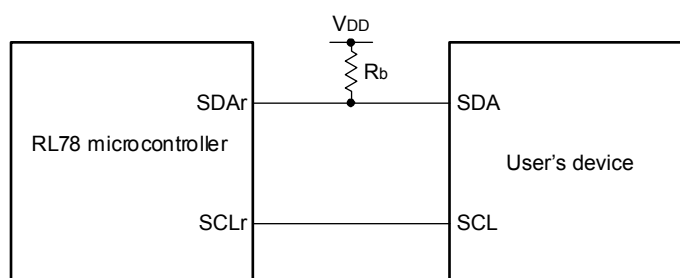 VDD
Rb
SDAr
SDA
RL78 microcontroller
User's device
SCLr
SCL